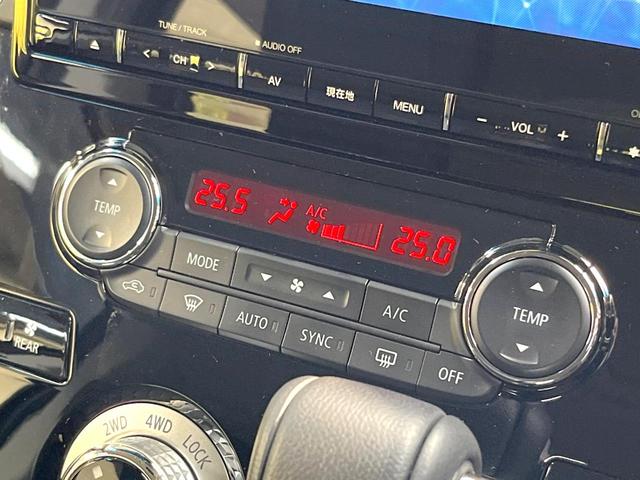 TUNE / TRACK
AUDIO OFF
CH
AV
現在地
MENU
− VOL +
TEMP
25.5
A/C
25.0
TEMP
MODE
A/C
AUTO
SYNC
OFF
REAR
2WD 4WD LOCK